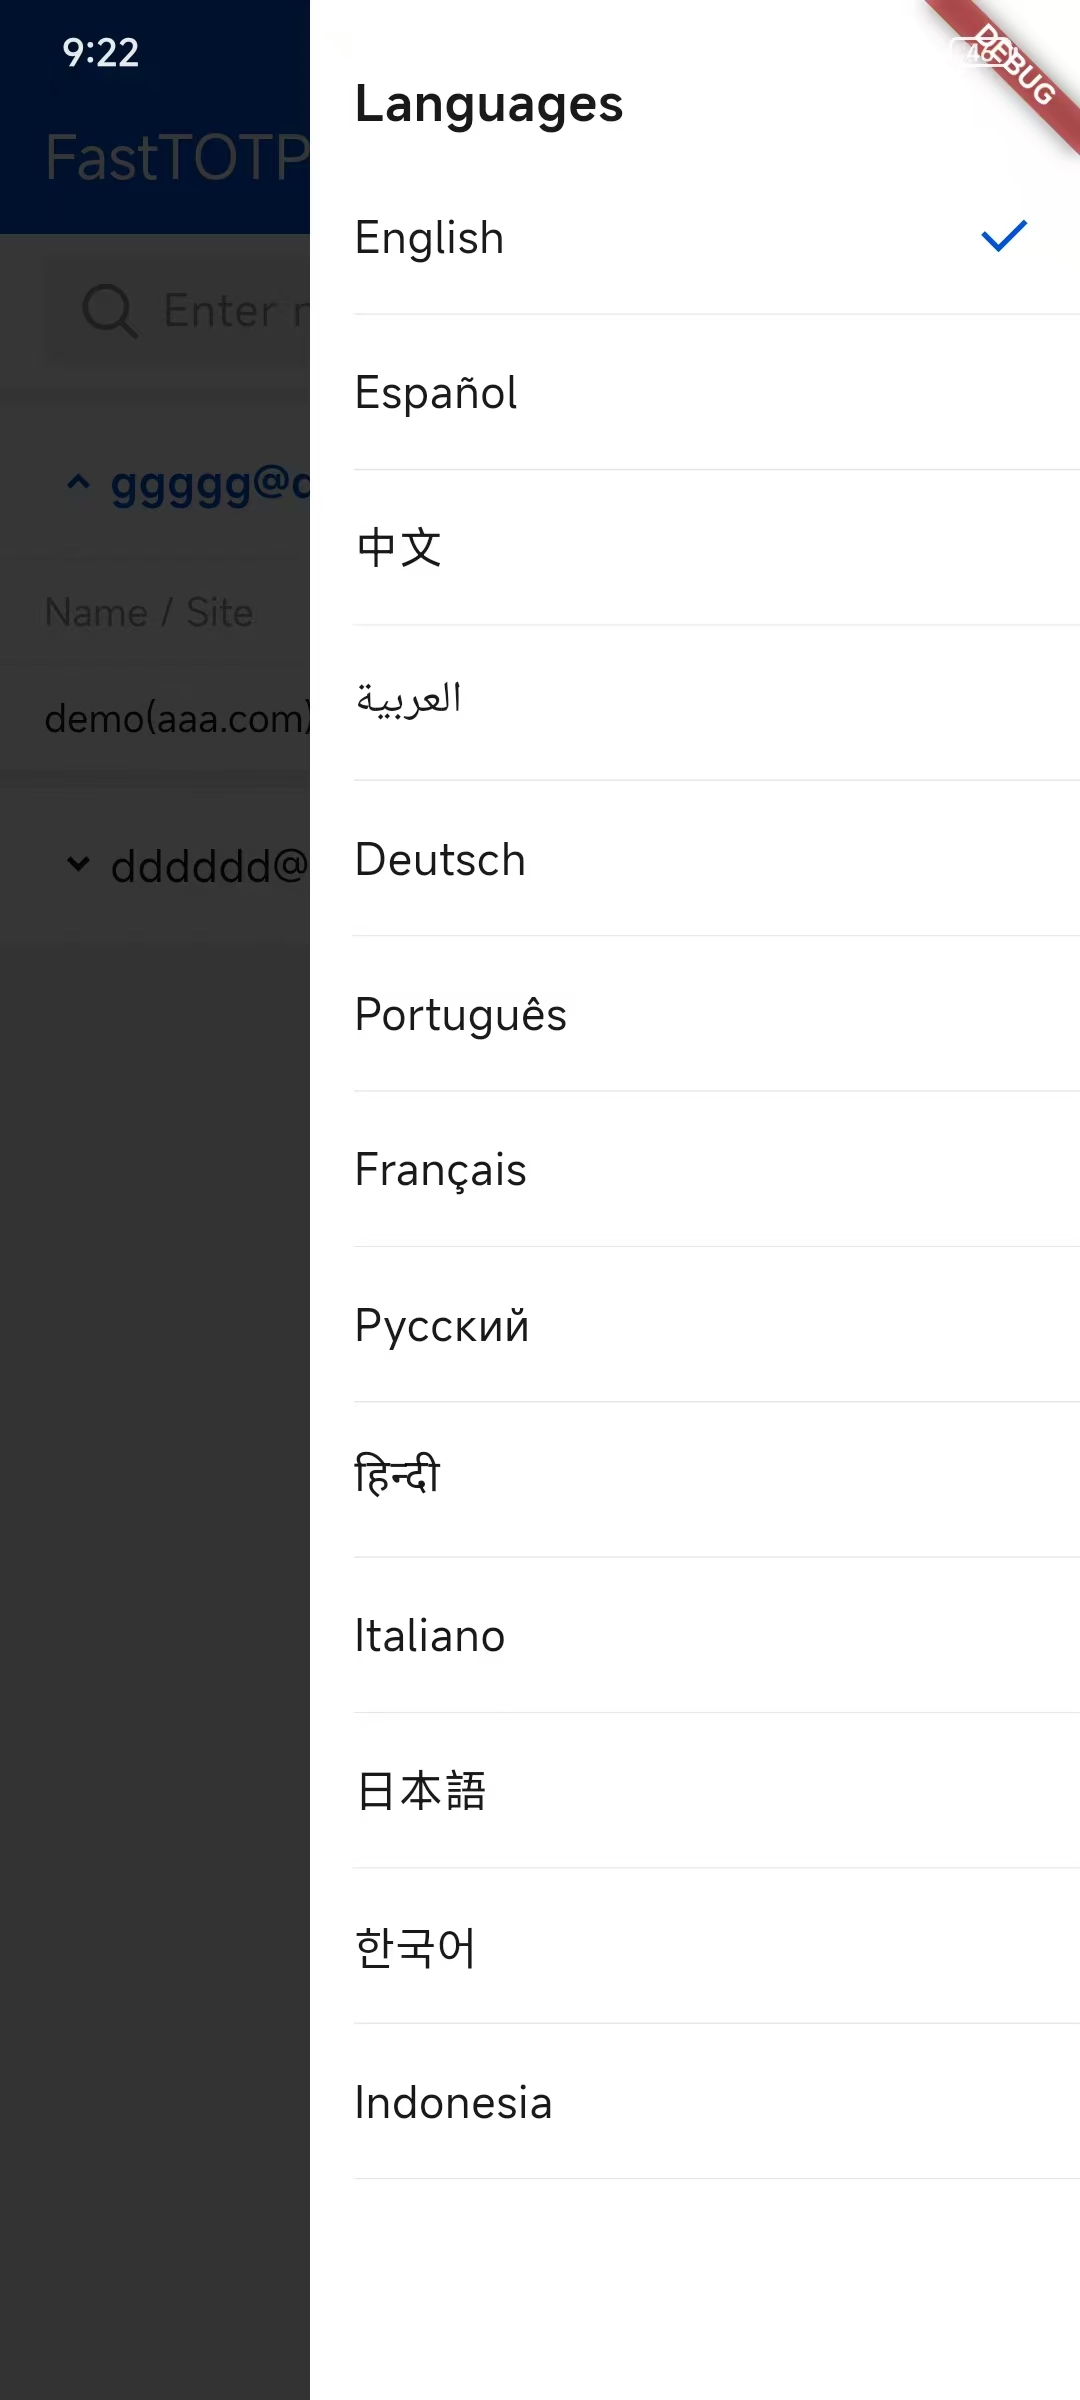 9:22
46
DEBUG
FastTOTP
Enter
ggggg@
Name / Site
demo(aaa.com)
dddddd@
Languages
English
Español
中文
العربية
Deutsch
Português
Français
Русский
हिन्दी
Italiano
日本語
한국어
Indonesia